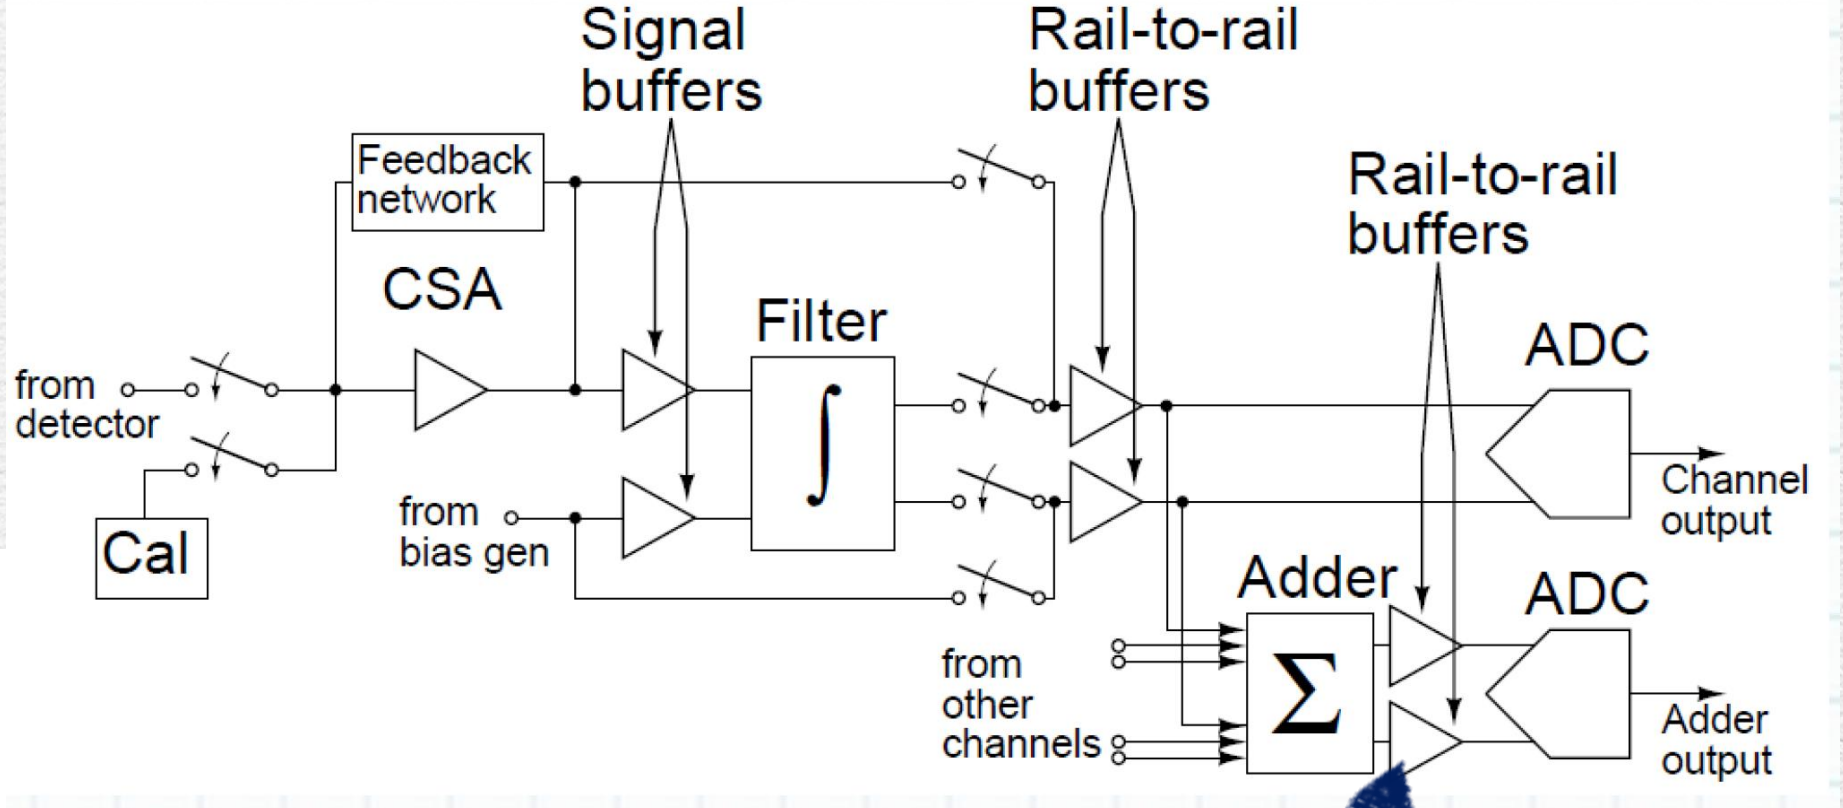 Signal
buffers
Rail-to-rail
buffers
Rail-to-rail
buffers
Feedback
network
CSA
Filter
ADC
from
detector
∫
Channel
output
from
bias gen
Cal
Adder
ADC
from
other
channels
Σ
Adder
output